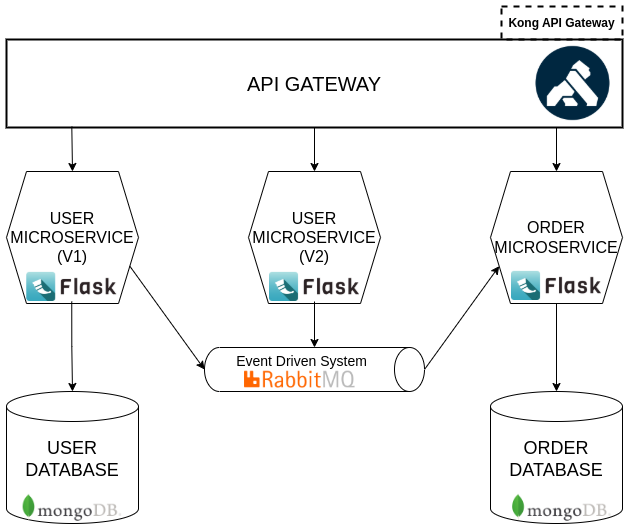 Kong API Gateway
API GATEWAY
USER
MICROSERVICE
(V1)
Flask
USER
MICROSERVICE
(V2)
Flask
ORDER
MICROSERVICE
Flask
Event Driven System
RabbitMQ
USER
DATABASE
mongoDB.
ORDER
DATABASE
mongoDB.